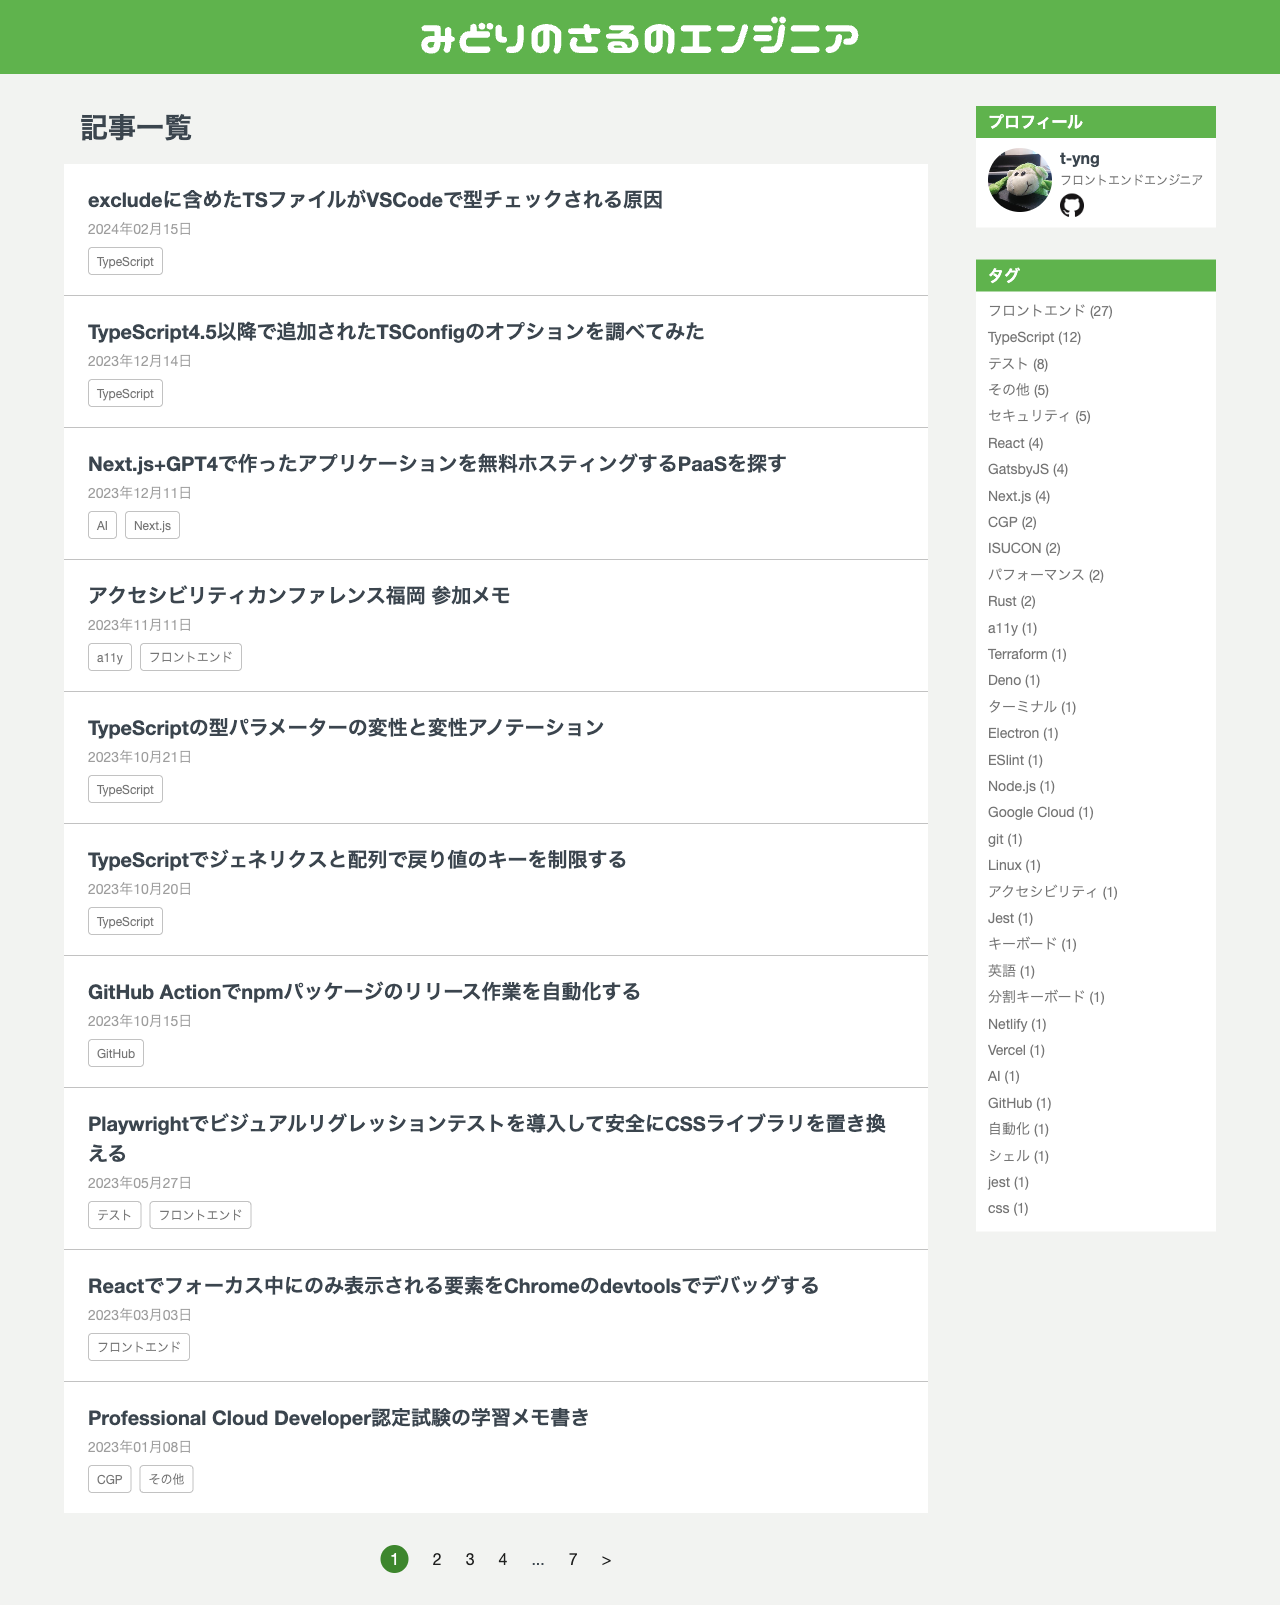 みどりのさるのエンジニア
記事一覧
excludeに含めたTSファイルがVSCodeで型チェックされる原因
2024年02月15日
TypeScript
TypeScript4.5以降で追加されたTSConfigのオプションを調べてみた
2023年12月14日
TypeScript
Next.js+GPT4で作ったアプリケーションを無料ホスティングするPaaSを探す
2023年12月11日
AI Next.js
アクセシビリティカンファレンス福岡 参加メモ
2023年11月11日
a11y フロントエンド
TypeScriptの型パラメーターの変性と変性アノテーション
2023年10月21日
TypeScript
TypeScriptでジェネリクスと配列で戻り値のキーを制限する
2023年10月20日
TypeScript
GitHub Actionでnpmパッケージのリリース作業を自動化する
2023年10月15日
GitHub
Playwrightでビジュアルリグレッションテストを導入して安全にCSSライブラリを置き換
える
2023年05月27日
テスト フロントエンド
Reactでフォーカス中にのみ表示される要素をChromeのdevtoolsでデバッグする
2023年03月03日
フロントエンド
Professional Cloud Developer認定試験の学習メモ書き
2023年01月08日
CGP その他
1 2 3 4 ... 7 >
プロフィール
t-yng
フロントエンドエンジニア
タグ
フロントエンド (27)
TypeScript (12)
テスト (8)
その他 (5)
セキュリティ (5)
React (4)
GatsbyJS (4)
Next.js (4)
CGP (2)
ISUCON (2)
パフォーマンス (2)
Rust (2)
a11y (1)
Terraform (1)
Deno (1)
ターミナル (1)
Electron (1)
ESlint (1)
Node.js (1)
Google Cloud (1)
git (1)
Linux (1)
アクセシビリティ (1)
Jest (1)
キーボード (1)
英語 (1)
分割キーボード (1)
Netlify (1)
Vercel (1)
AI (1)
GitHub (1)
自動化 (1)
シェル (1)
jest (1)
css (1)